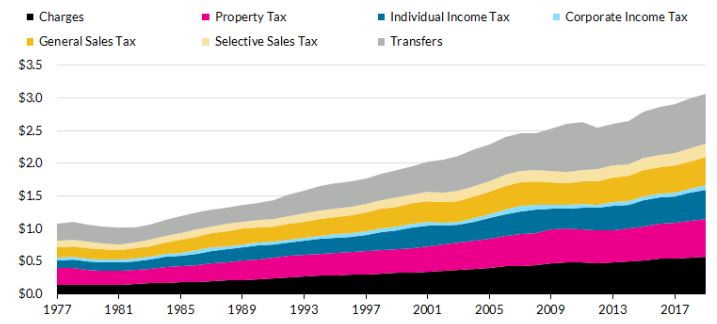 Charges Property Tax Individual Income Tax Corporate Income Tax
General Sales Tax Selective Sales Tax Transfers
$3.5
$3.0
$2.5
$2.0
$1.5
$1.0
$0.5
$0.0
1977 1981 1985 1989 1993 1997 2001 2005 2009 2013 2017